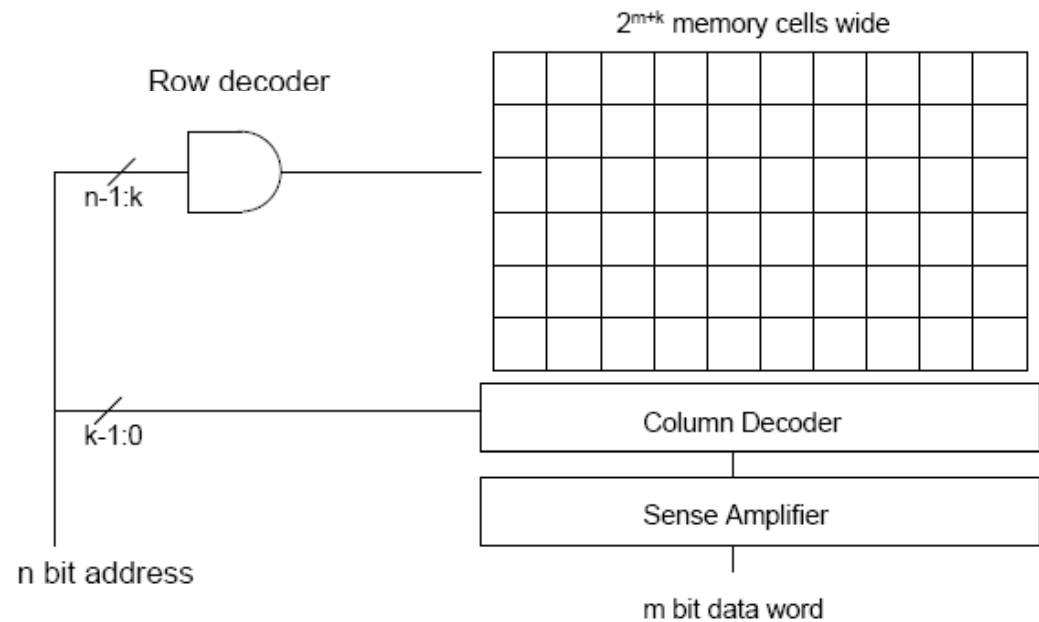 2^{m+k} memory cells wide
Row decoder
n-1:k
k-1:0
Column Decoder
Sense Amplifier
n bit address
m bit data word